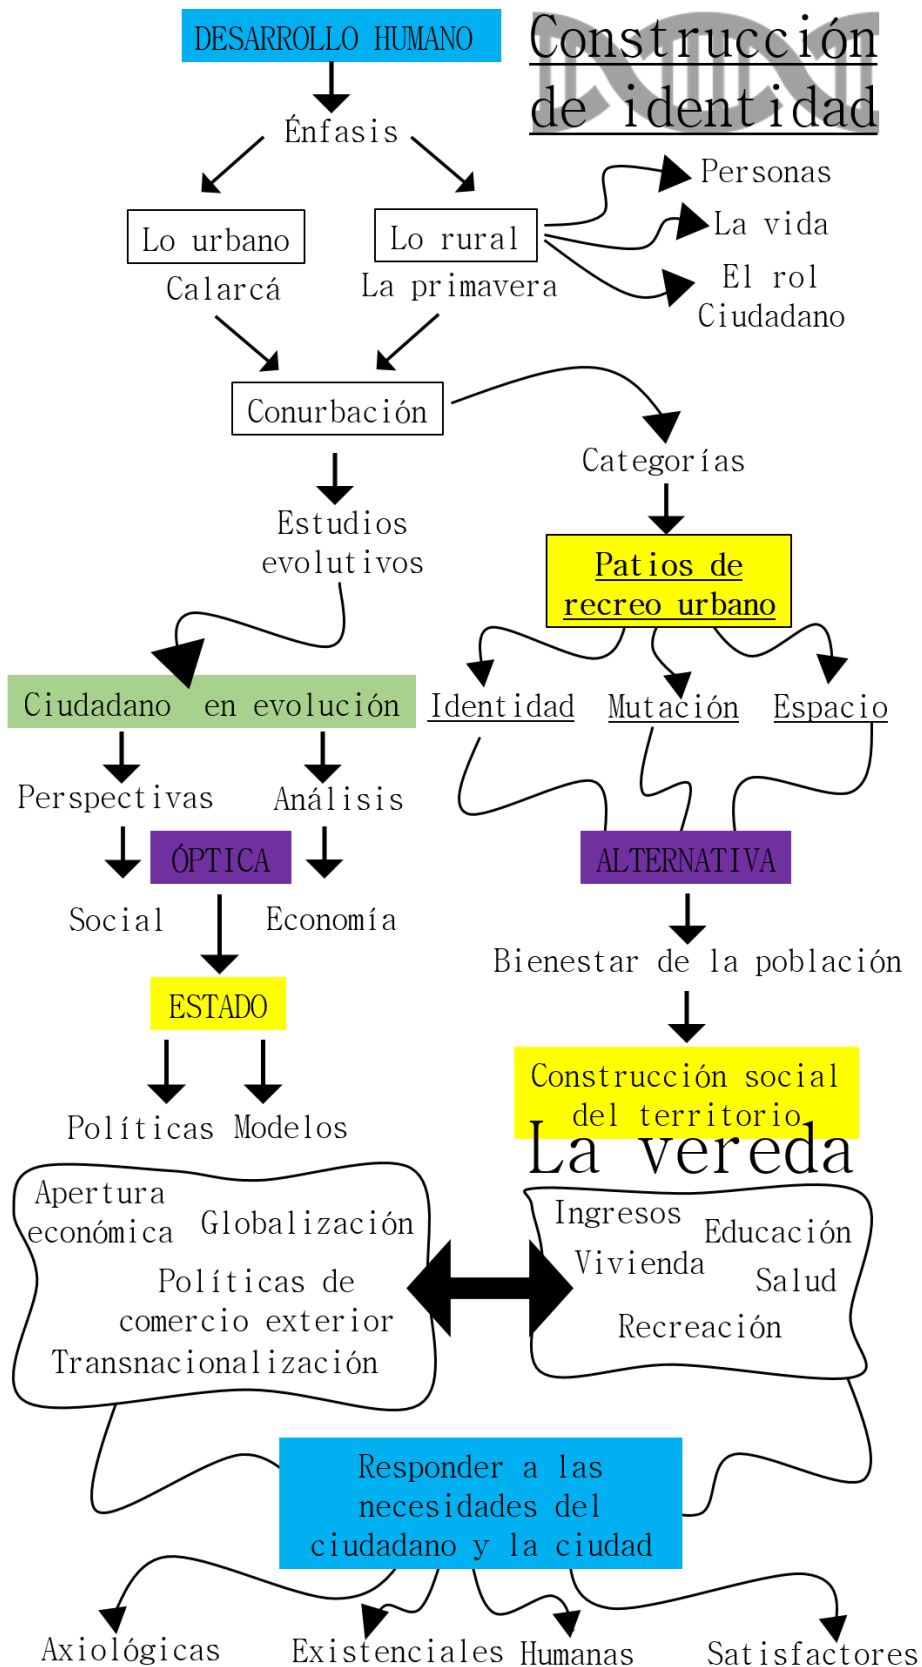 DESARROLLO HUMANO
Construcción
de identidad
Énfasis
Personas
Lo urbano
Lo rural
La vida
Calarcá
La primavera
El rol
Ciudadano
Conurbación
Categorías
Estudios
evolutivos
Patios de
recreo urbano
Ciudadano en evolución
Identidad
Mutación
Espacio
Perspectivas
Análisis
ÓPTICA
ALTERNATIVA
Social
Economía
Bienestar de la población
ESTADO
Construcción social
del territorio
Políticas
Modelos
La vereda
Apertura
económica
Globalización
Políticas de
comercio exterior
Transnacionalización
Ingresos
Educación
Vivienda
Salud
Recreación
Responder a las
necesidades del
ciudadano y la ciudad
Axiológicas
Existenciales
Humanas
Satisfactores